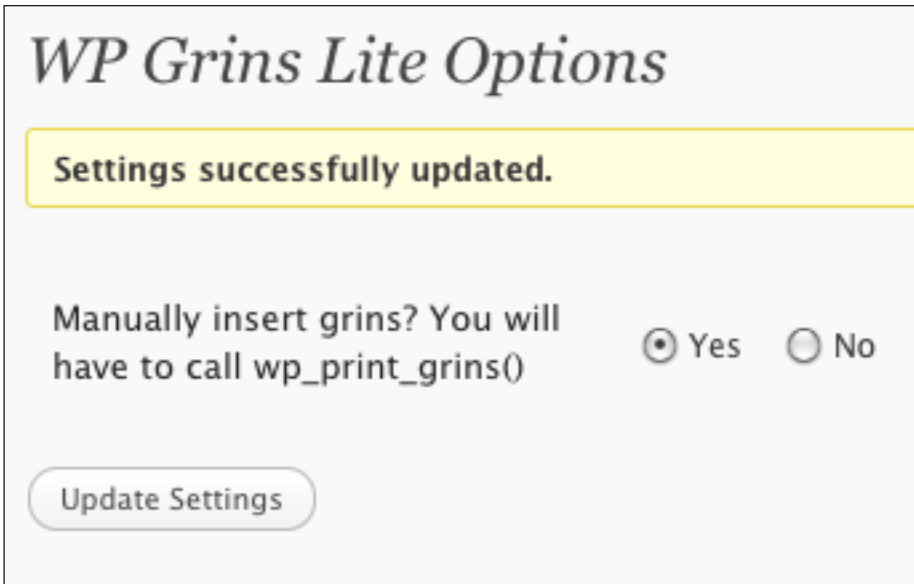 WP Grins Lite Options
Settings successfully updated.
Manually insert grins? You will
have to call wp_print_grins()
Yes No
Update Settings